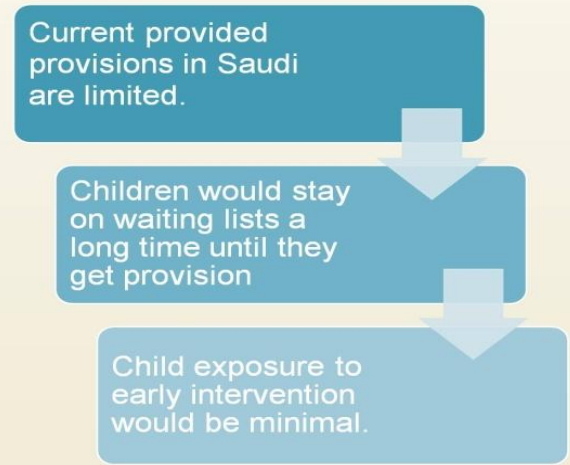 Current provided
provisions in Saudi
are limited.
Children would stay
on waiting lists a
long time until they
get provision
Child exposure to
early intervention
would be minimal.